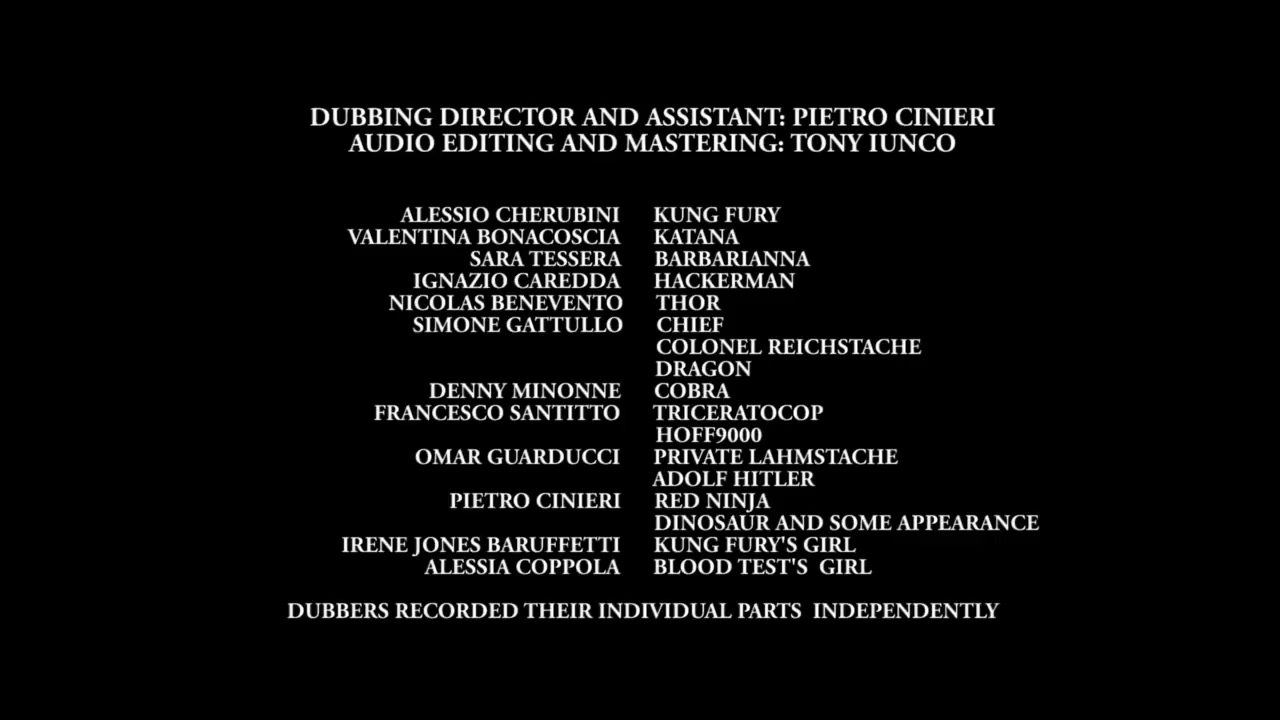 DUBBING DIRECTOR AND ASSISTANT: PIETRO CINIERI
AUDIO EDITING AND MASTERING: TONY IUNCO
ALESSIO CHERUBINI KUNG FURY
VALENTINA BONACOSCIA KATANA
SARA TESSERA BARBARIANNA
IGNAZIO CAREDDA HACKERMAN
NICOLAS BENEVENTO THOR
SIMONE GATTULLO CHIEF
COLONEL REICHSTACHE
DRAGON
DENNY MINONNE COBRA
FRANCESCO SANTITTO TRICERATOCOP
HOFF9000
OMAR GUARDUCCI PRIVATE LAHMSTACHE
ADOLF HITLER
PIETRO CINIERI RED NINJA
DINOSAUR AND SOME APPEARANCE
IRENE JONES BARUFFETTI KUNG FURY'S GIRL
ALESSIA COPPOLA BLOOD TEST'S  GIRL
DUBBERS RECORDED THEIR INDIVIDUAL PARTS  INDEPENDENTLY